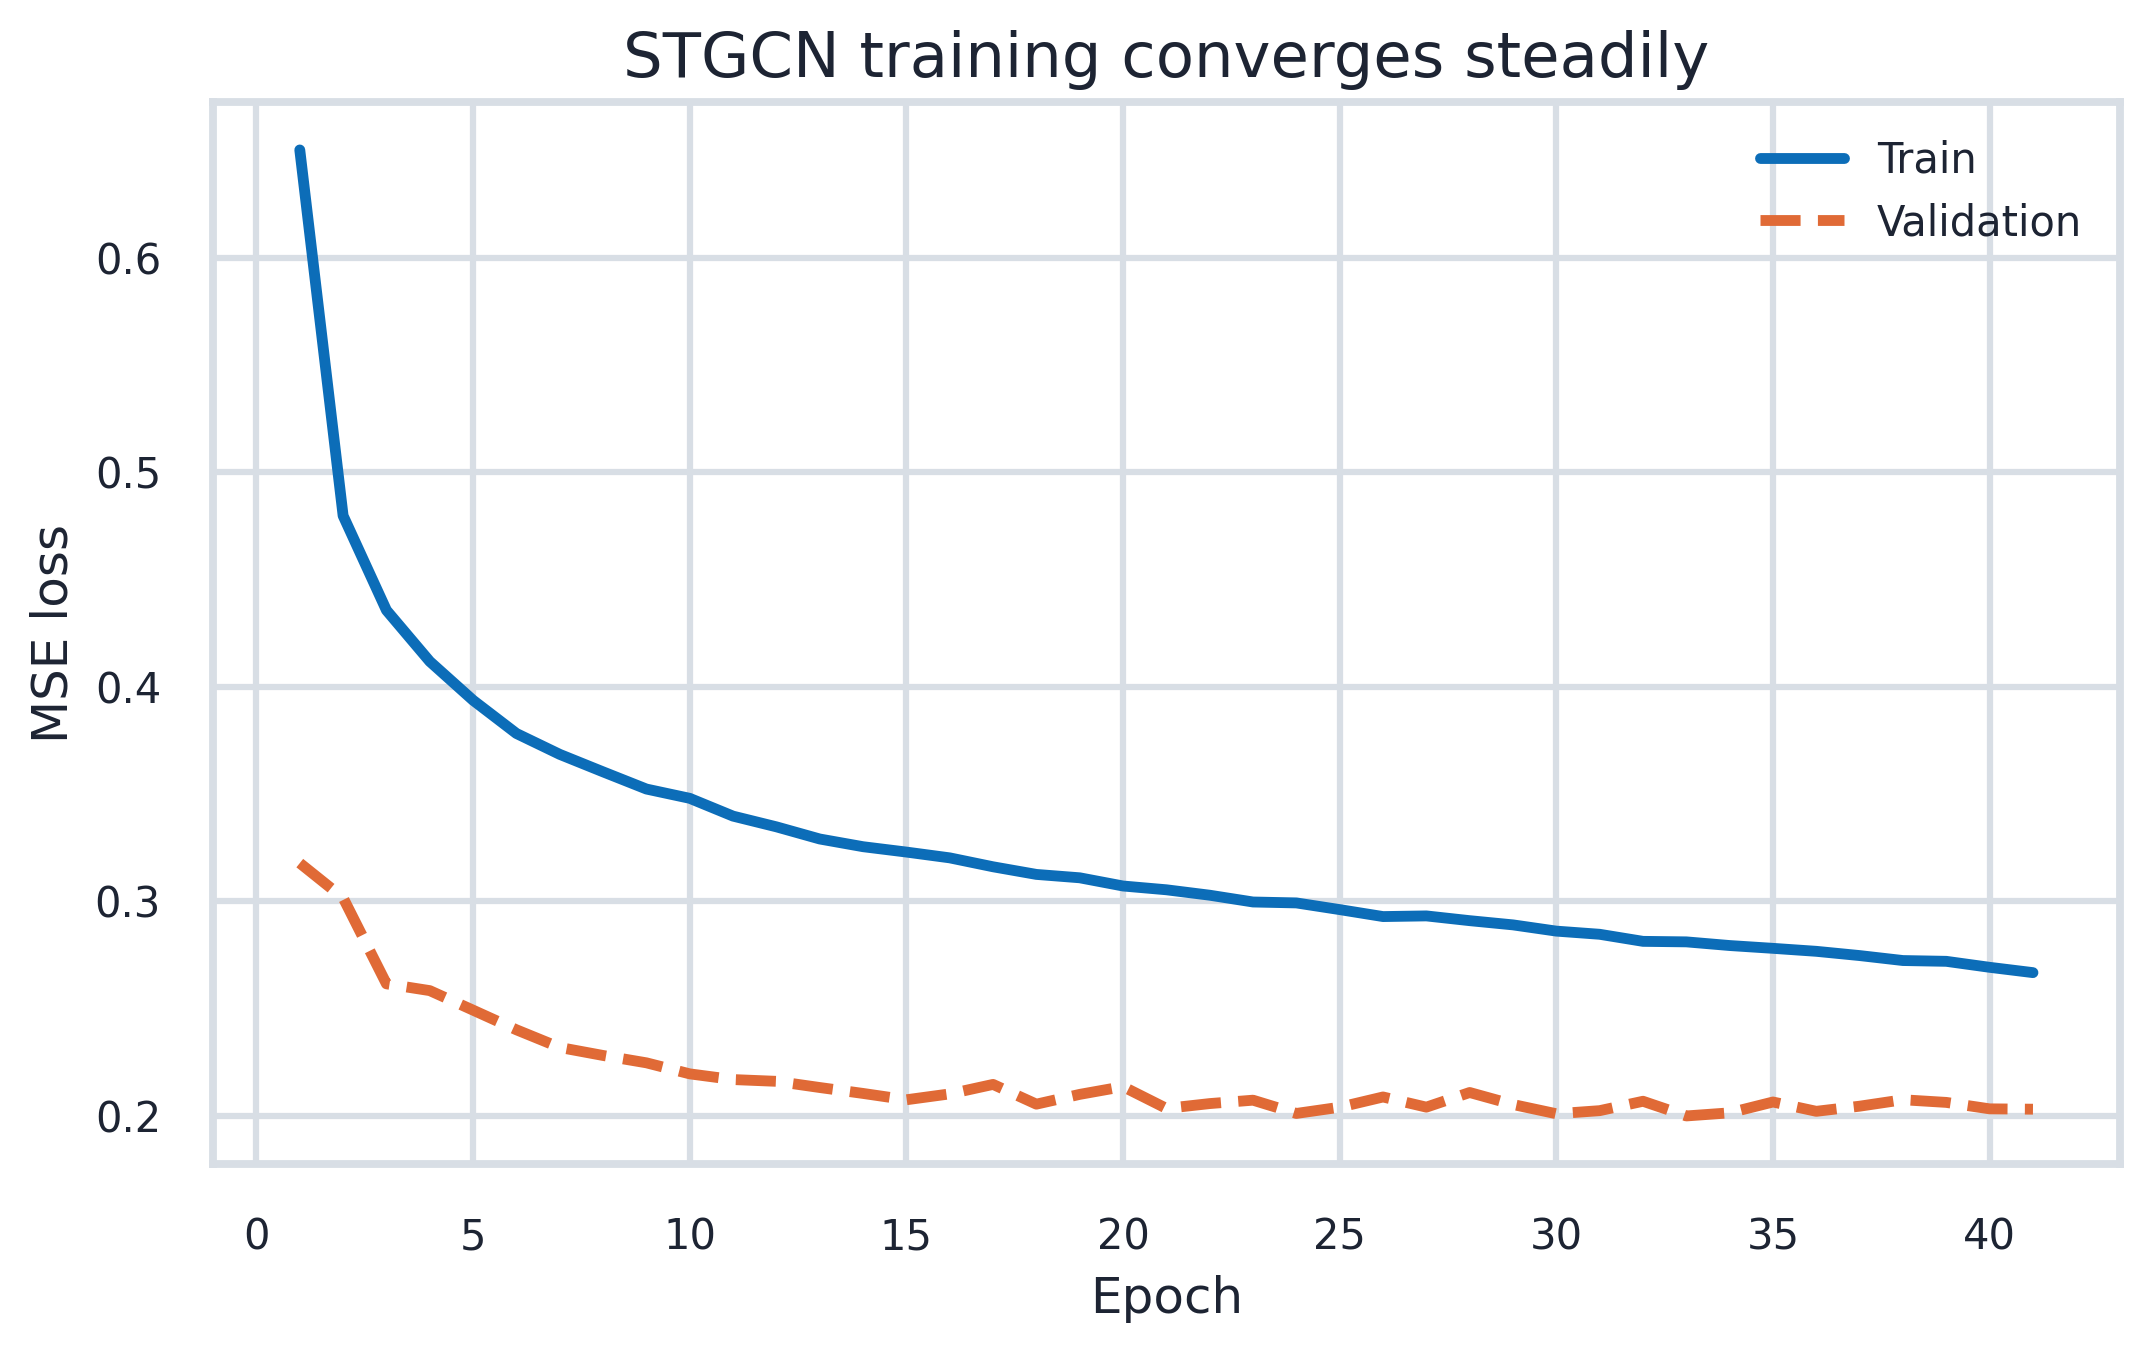 STGCN training converges steadily
Train
Validation
0.6
0.5
0.4
0.3
0.2
MSE loss
0 5 10 15 20 25 30 35 40
Epoch